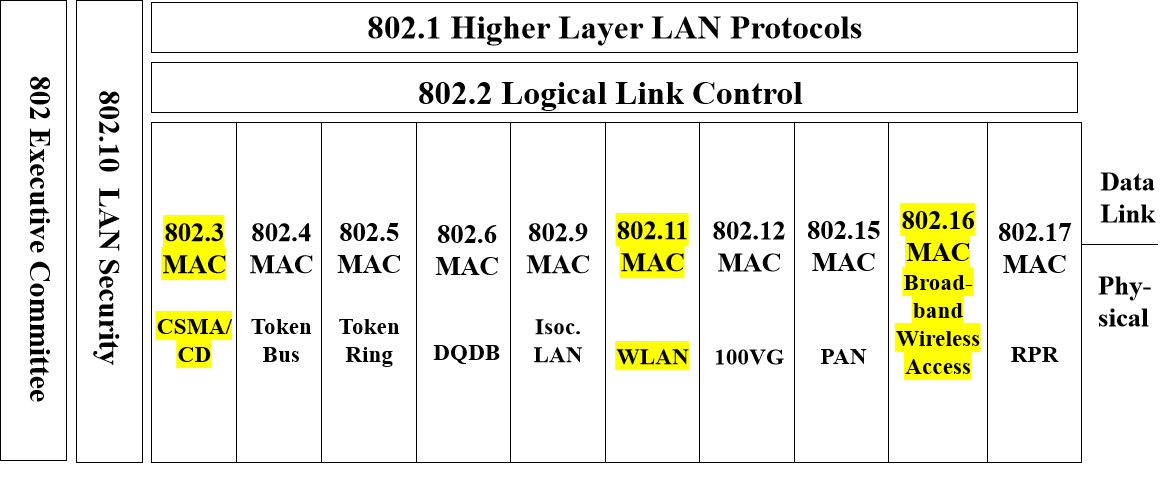 802 Executive Committee
802.10 LAN Security
802.1 Higher Layer LAN Protocols
802.2 Logical Link Control
802.3
MAC
CSMA/
CD
802.4
MAC
Token
Bus
802.5
MAC
Token
Ring
802.6
MAC
DQDB
802.9
MAC
Isoc.
LAN
802.11
MAC
WLAN
802.12
MAC
100VG
802.15
MAC
PAN
802.16
MAC
Broad-
band
Wireless
Access
802.17
MAC
RPR
Data
Link
Phy-
sical